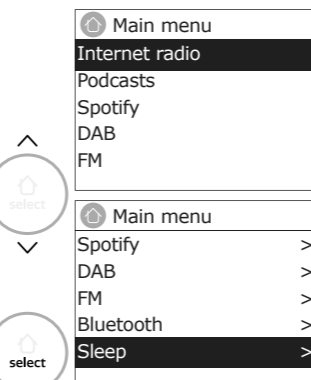 Main menu
Internet radio
Podcasts
Spotify
DAB
FM
select
Main menu
Spotify >
DAB >
FM >
Bluetooth >
Sleep >
select